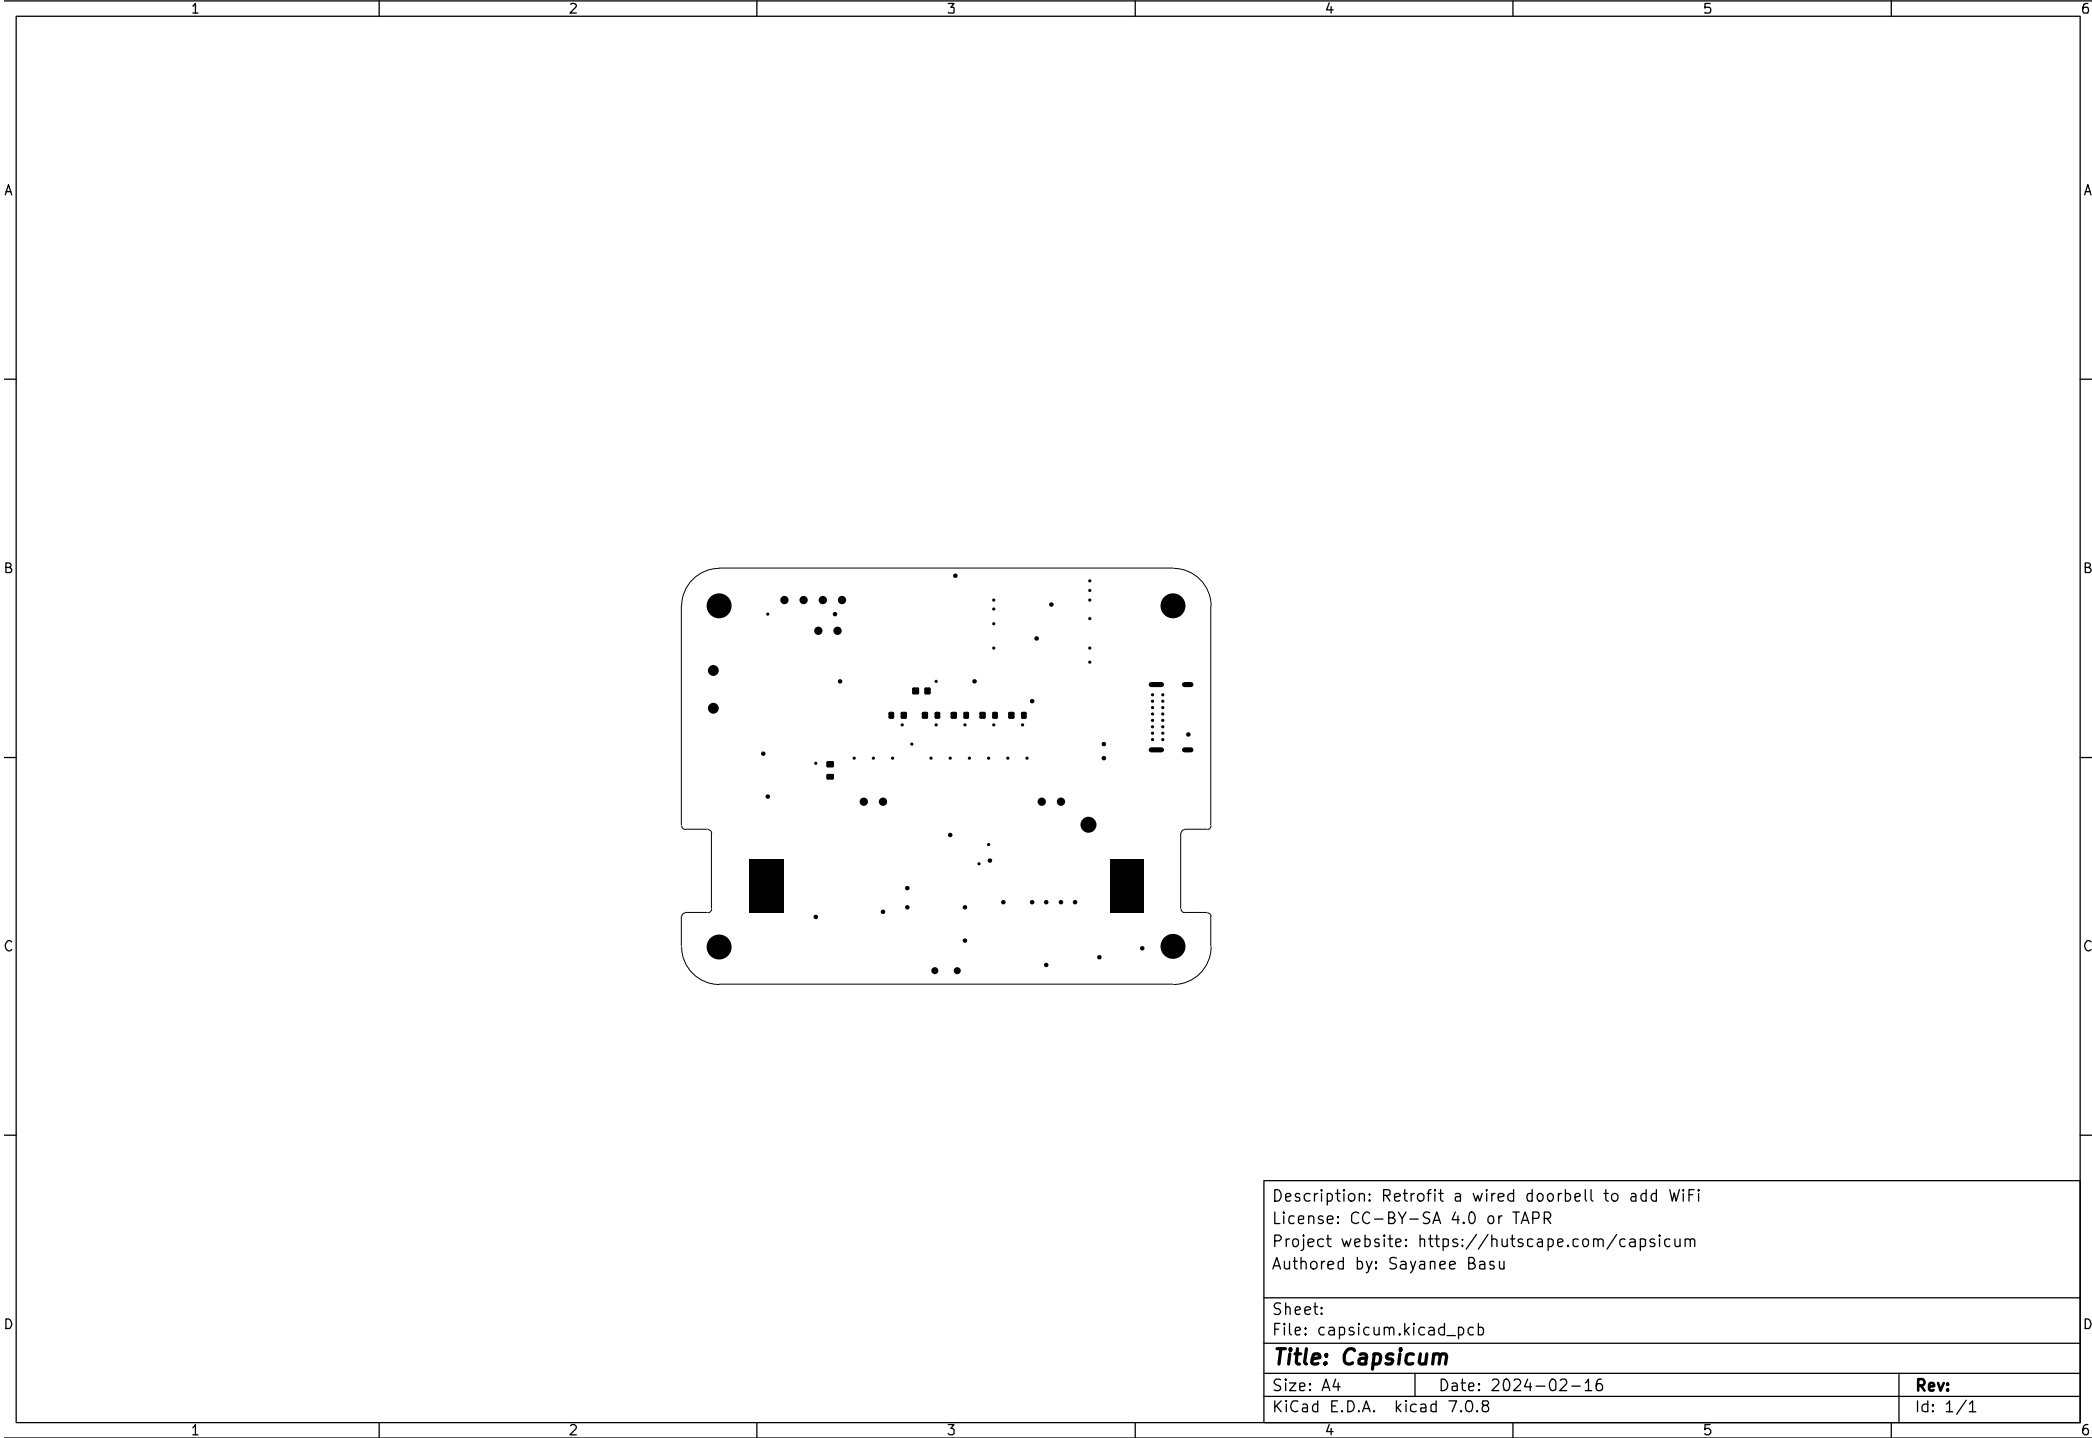 1 2 3 4 5 6
A A
B B
C C
Description: Retrofit a wired doorbell to add WiFi
License: CC-BY-SA 4.0 or TAPR
Project website: https://hutscape.com/capsicum
Authored by: Sayanee Basu
Sheet:
D D
File: capsicum.kicad_pcb
Title: Capsicum
Size: A4 Date: 2024-02-16 Rev:
KiCad E.D.A. kicad 7.0.8 Id: 1/1
1 2 3 4 5 6